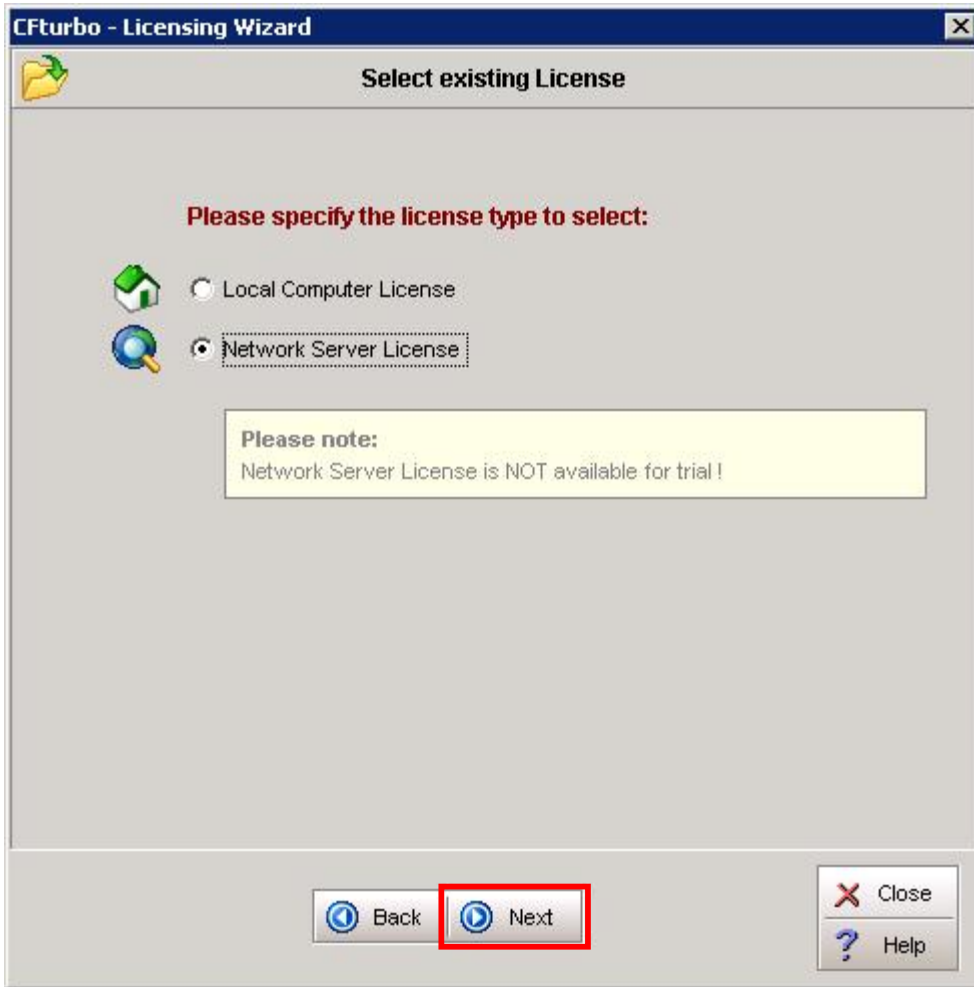 CFturbo - Licensing Wizard
Select existing License
Please specify the license type to select:
Local Computer License
Network Server License
Please note:
Network Server License is NOT available for trial !
Back
Next
Close
Help